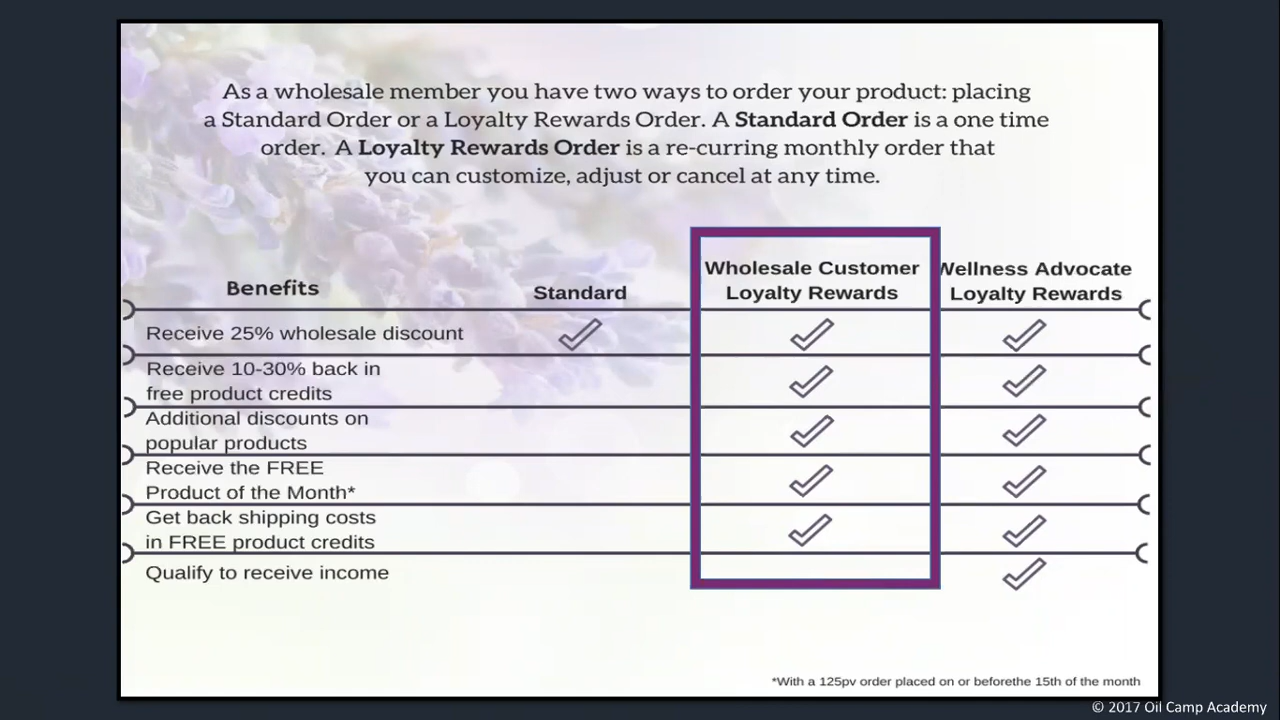 As a wholesale member you have two ways to order your product: placing
a Standard Order or a Loyalty Rewards Order. A Standard Order is a one time
order. A Loyalty Rewards Order is a re-curring monthly order that
you can customize, adjust or cancel at any time.
Benefits
Standard
Wholesale Customer
Loyalty Rewards
Wellness Advocate
Loyalty Rewards
Receive 25% wholesale discount
Receive 10-30% back in
free product credits
Additional discounts on
popular products
Receive the FREE
Product of the Month*
Get back shipping costs
in FREE product credits
Qualify to receive income
*With a 125pv order placed on or beforethe 15th of the month
© 2017 Oil Camp Academy